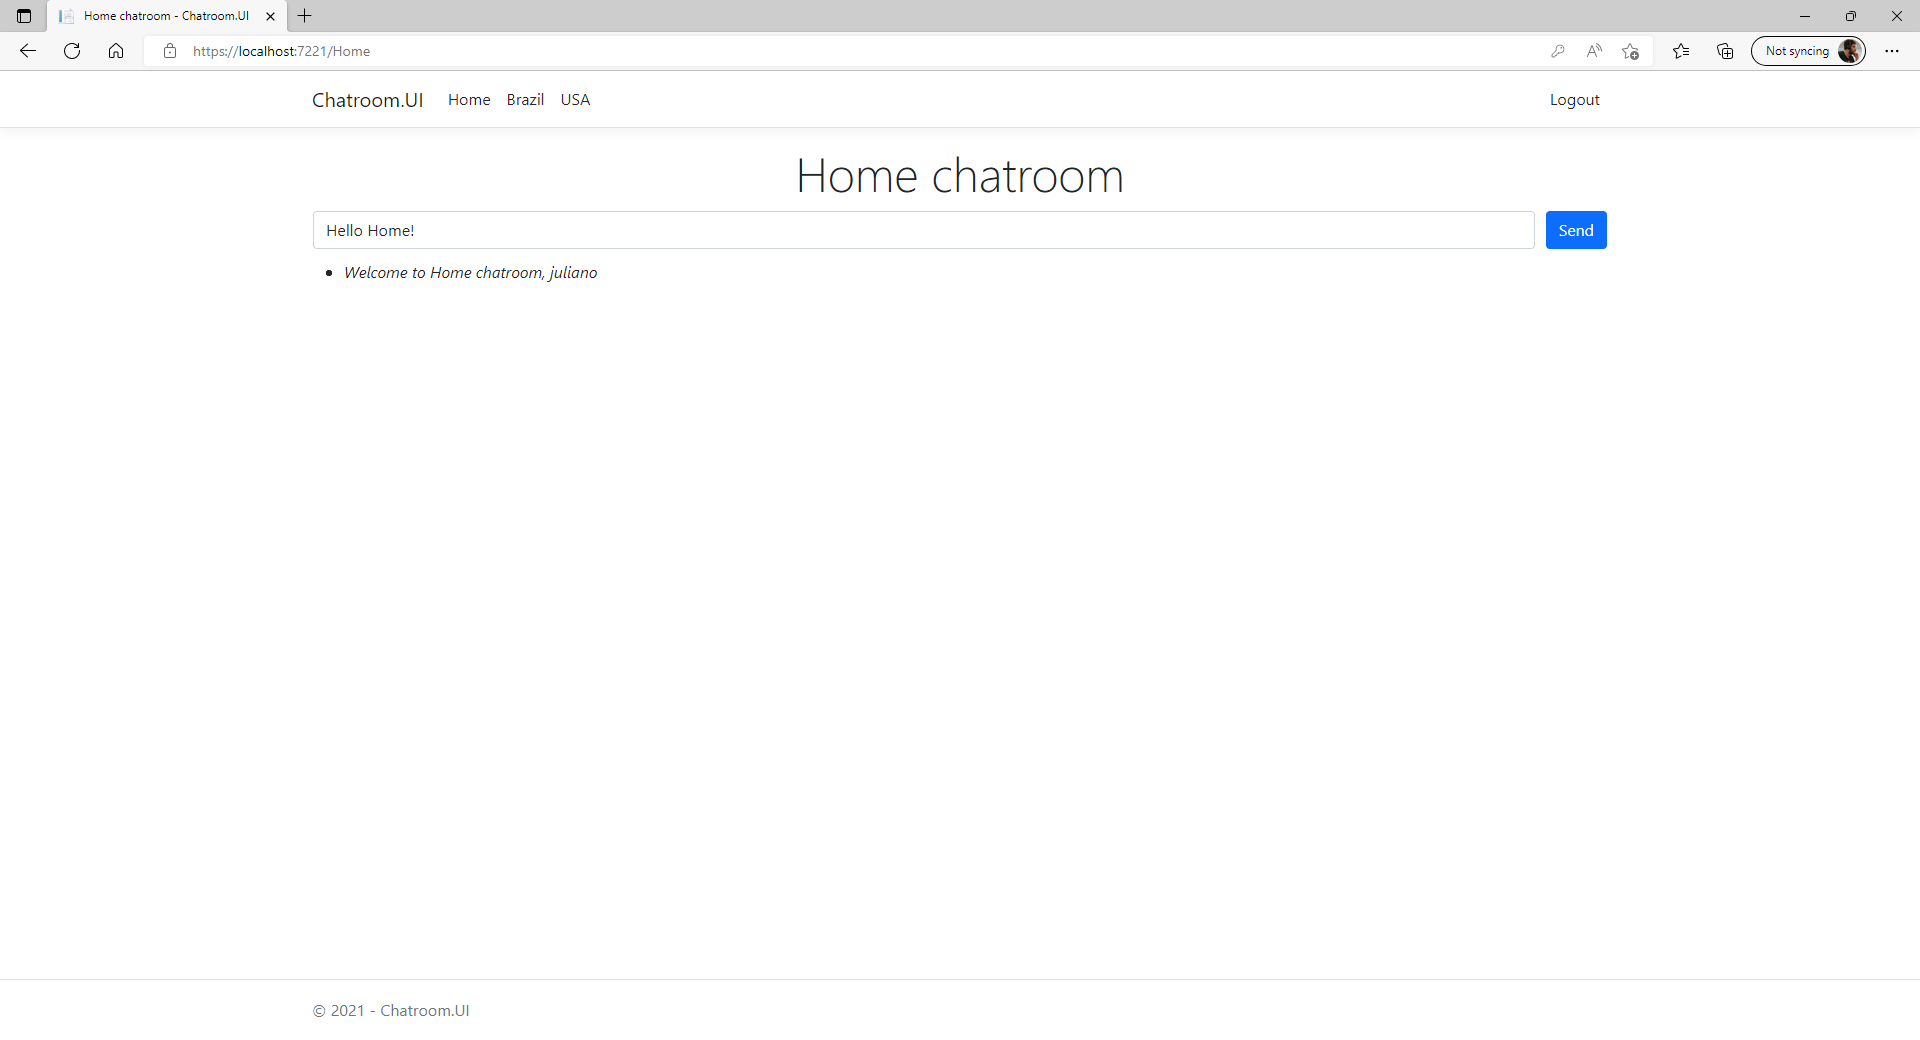 Home chatroom - Chatroom.UI
https://localhost:7221/Home
Not syncing
Chatroom.UI Home Brazil USA Logout
Home chatroom
Hello Home! Send
Welcome to Home chatroom, juliano
© 2021 - Chatroom.UI